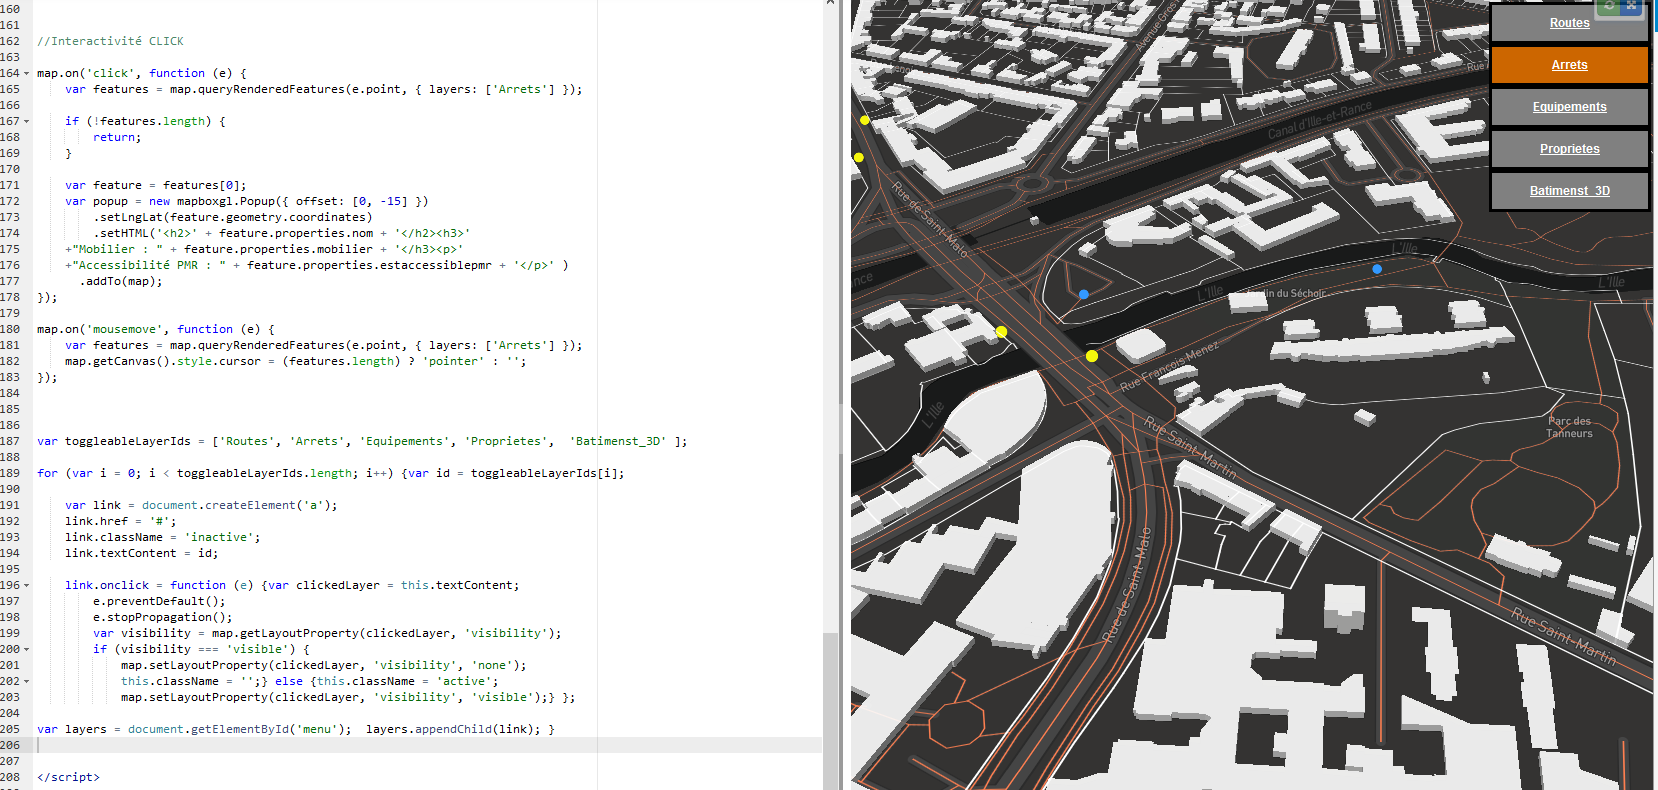 160
161
162 //Interactivité CLICK
163
164 map.on('click', function (e) {
165 var features = map.queryRenderedFeatures(e.point, { layers: ['Arrets'] });
166
167 if (!features.length) {
168 return;
169 }
170
171 var feature = features[0];
172 var popup = new mapboxgl.Popup({ offset: [0, -15] })
173 .setLngLat(feature.geometry.coordinates)
174 .setHTML('<h2>' + feature.properties.nom + '</h2><h3>'
175 +"Mobilier : " + feature.properties.mobilier + '</h3><p>'
176 +"Accessibilité PMR : " + feature.properties.estaccessiblepmr + '</p>' )
177 .addTo(map);
178 });
179
180 map.on('mousemove', function (e) {
181 var features = map.queryRenderedFeatures(e.point, { layers: ['Arrets'] });
182 map.getCanvas().style.cursor = (features.length) ? 'pointer' : '';
183 });
184
185
186
187 var toggleableLayerIds = ['Routes', 'Arrets', 'Equipements', 'Proprietes', 'Batimenst_3D' ];
188
189 for (var i = 0; i < toggleableLayerIds.length; i++) {var id = toggleableLayerIds[i];
190
191 var link = document.createElement('a');
192 link.href = '#';
193 link.className = 'inactive';
194 link.textContent = id;
195
196 link.onclick = function (e) {var clickedLayer = this.textContent;
197 e.preventDefault();
198 e.stopPropagation();
199 var visibility = map.getLayoutProperty(clickedLayer, 'visibility');
200 if (visibility === 'visible') {
201 map.setLayoutProperty(clickedLayer, 'visibility', 'none');
202 this.className = '';} else {this.className = 'active';
203 map.setLayoutProperty(clickedLayer, 'visibility', 'visible');} };
204
205 var layers = document.getElementById('menu'); layers.appendChild(link); }
206
207
208 </script>
Routes
Arrets
Equipements
Proprietes
Batimenst_3D
Avenue Gros
Rue
Canal d'Ille-et-Rance
Rue de Saint-Malo
L'Ille
L'Ille
L'Ille
Jardin du Séchoir
Rue François Menez
L'Ille
Rue Saint-Martin
Parc des
Tanneurs
Rue de Saint-Malo
Rue Saint-Martin